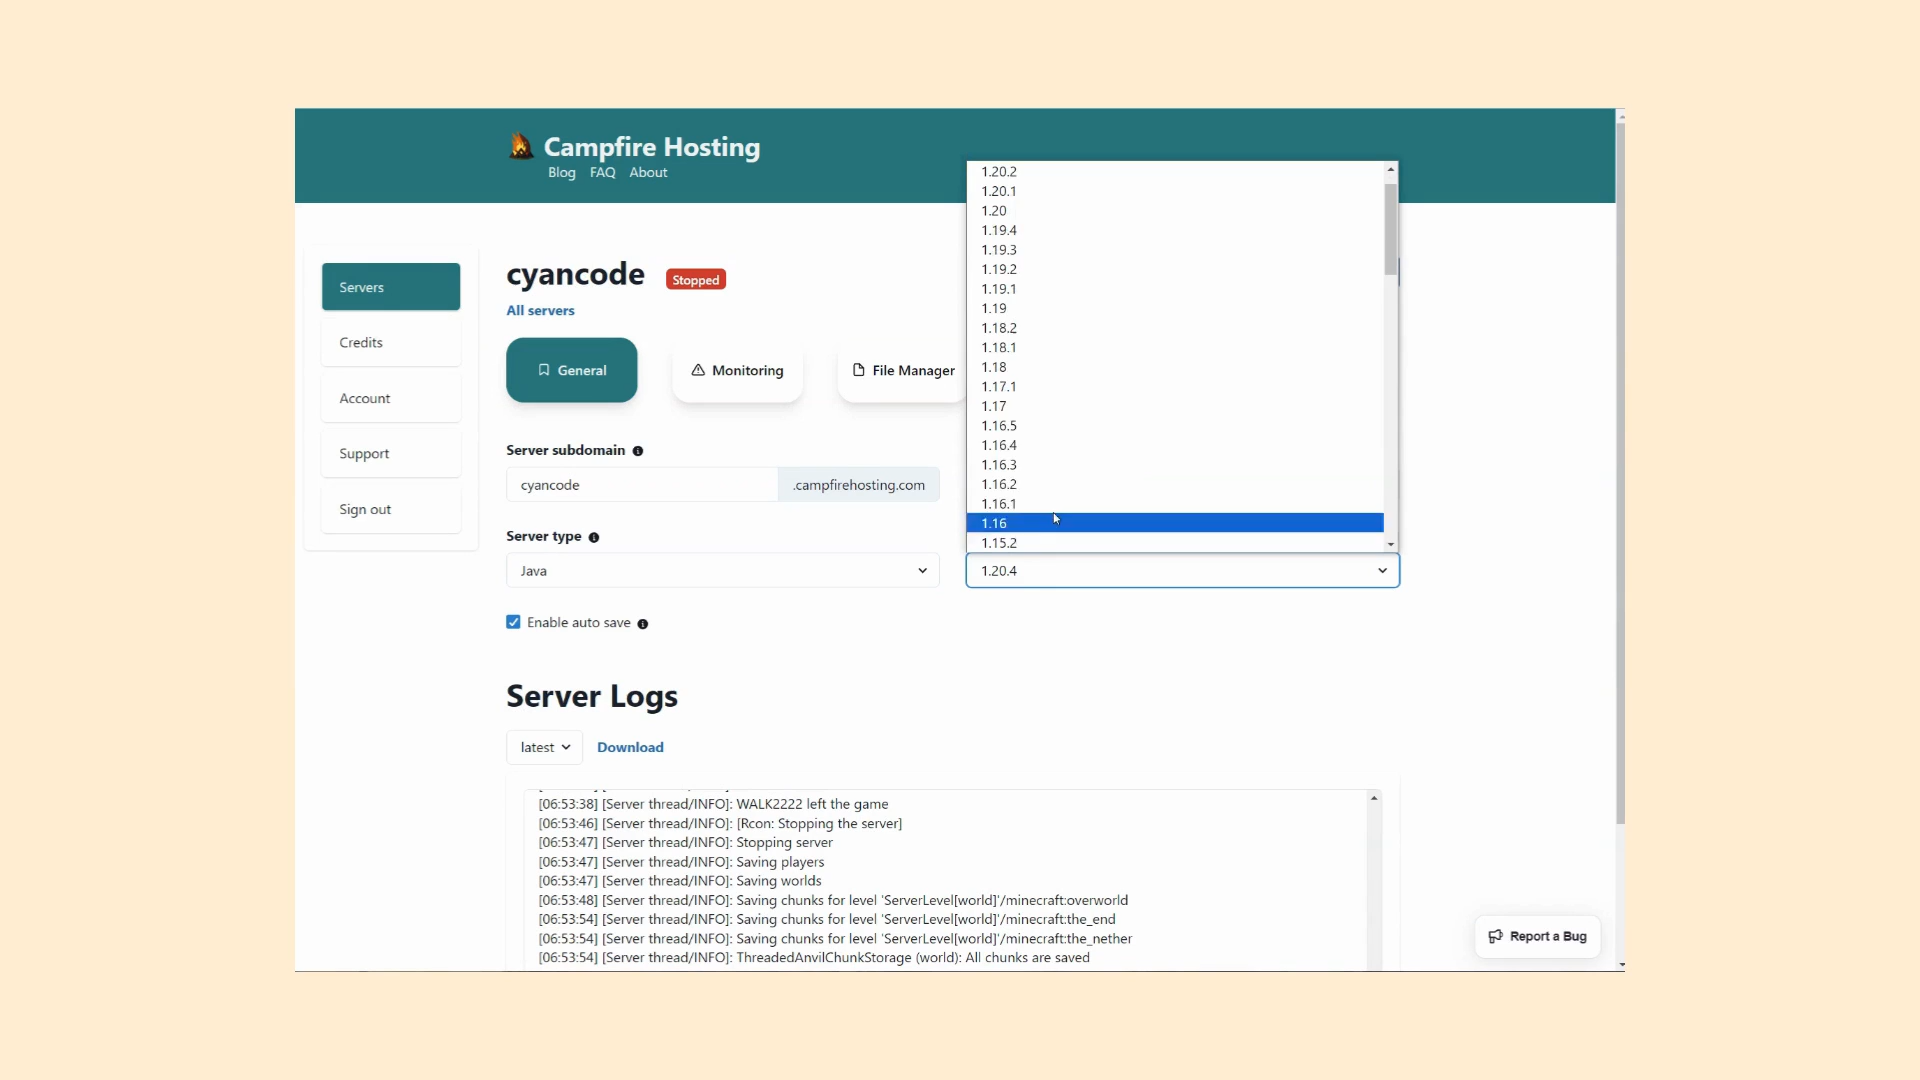 Campfire Hosting
Blog FAQ About
Servers
Credits
Account
Support
Sign out
cyancode Stopped
All servers
General
Monitoring
File Manager
Server subdomain
cyancode .campfirehosting.com
Server type
Java
1.20.2
1.20.1
1.20
1.19.4
1.19.3
1.19.2
1.19.1
1.19
1.18.2
1.18.1
1.18
1.17.1
1.17
1.16.5
1.16.4
1.16.3
1.16.2
1.16.1
1.16
1.15.2
1.20.4
Enable auto save
Server Logs
latest Download
[06:53:38] [Server thread/INFO]: WALK2222 left the game
[06:53:46] [Server thread/INFO]: [Rcon: Stopping the server]
[06:53:47] [Server thread/INFO]: Stopping server
[06:53:47] [Server thread/INFO]: Saving players
[06:53:47] [Server thread/INFO]: Saving worlds
[06:53:48] [Server thread/INFO]: Saving chunks for level 'ServerLevel[world]'/minecraft:overworld
[06:53:54] [Server thread/INFO]: Saving chunks for level 'ServerLevel[world]'/minecraft:the_end
[06:53:54] [Server thread/INFO]: Saving chunks for level 'ServerLevel[world]'/minecraft:the_nether
[06:53:54] [Server thread/INFO]: ThreadedAnvilChunkStorage (world): All chunks are saved
Report a Bug